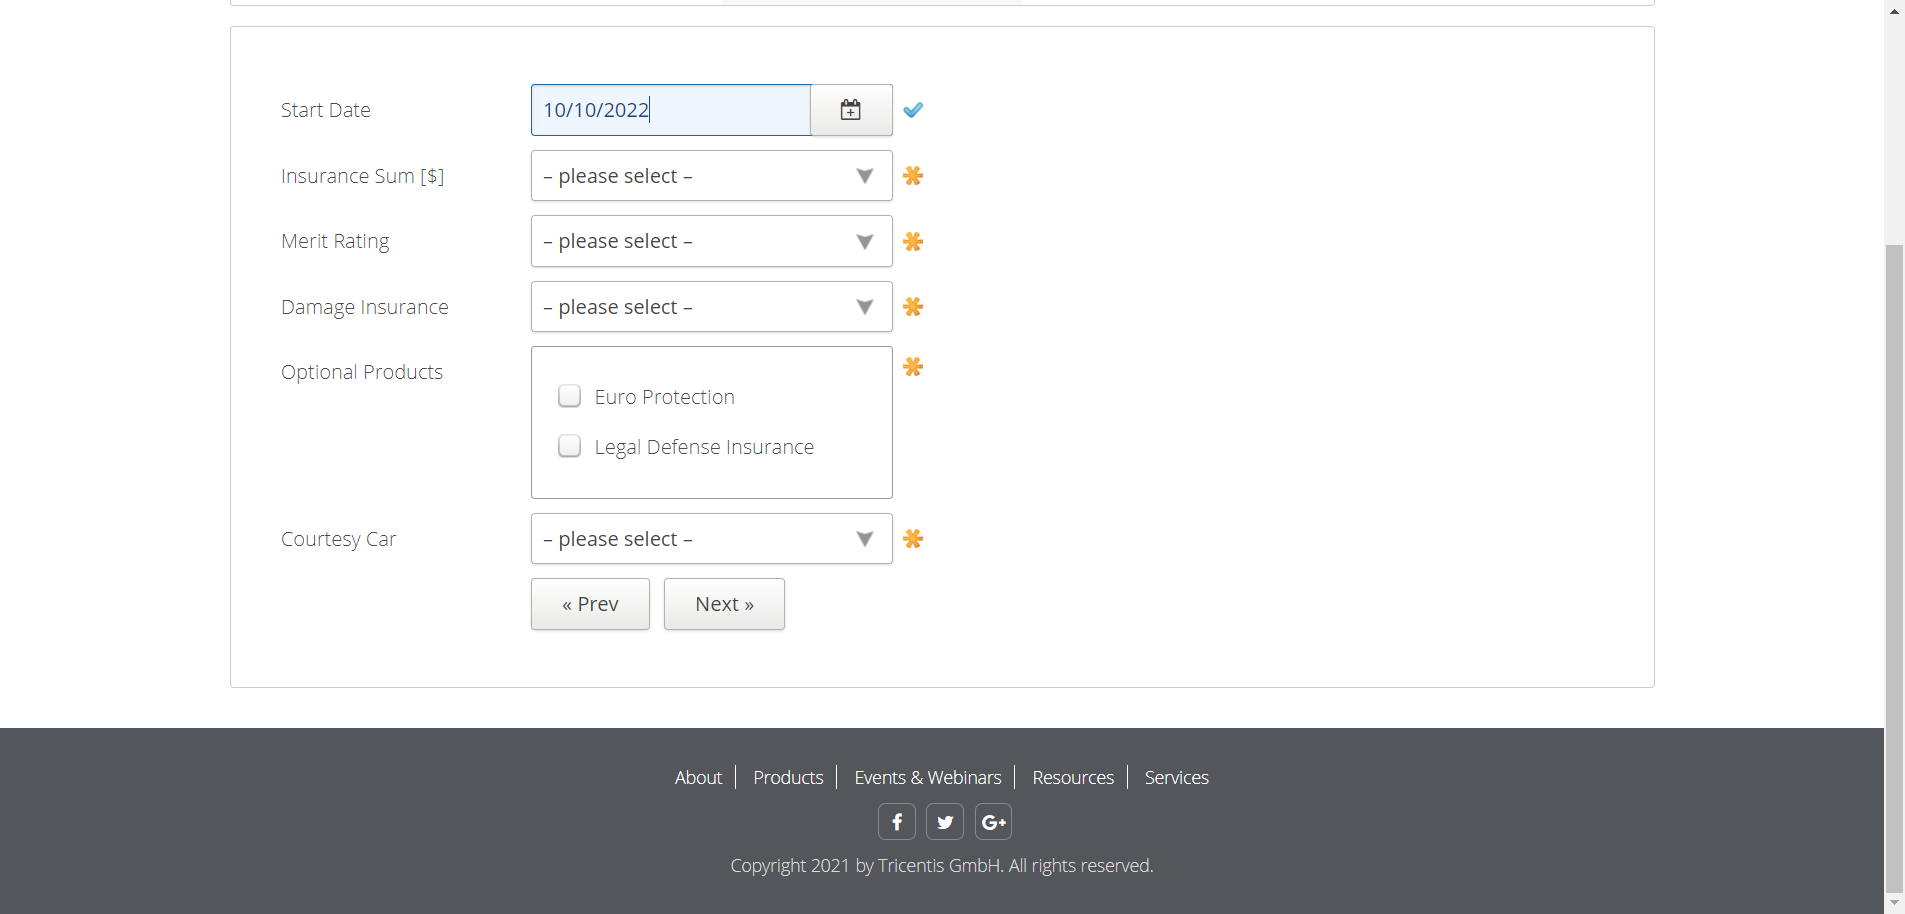 Start Date
10/10/2022
Insurance Sum [$]
– please select –
Merit Rating
– please select –
Damage Insurance
– please select –
Optional Products
Euro Protection
Legal Defense Insurance
Courtesy Car
– please select –
« Prev
Next »
About
Products
Events & Webinars
Resources
Services
Copyright 2021 by Tricentis GmbH. All rights reserved.